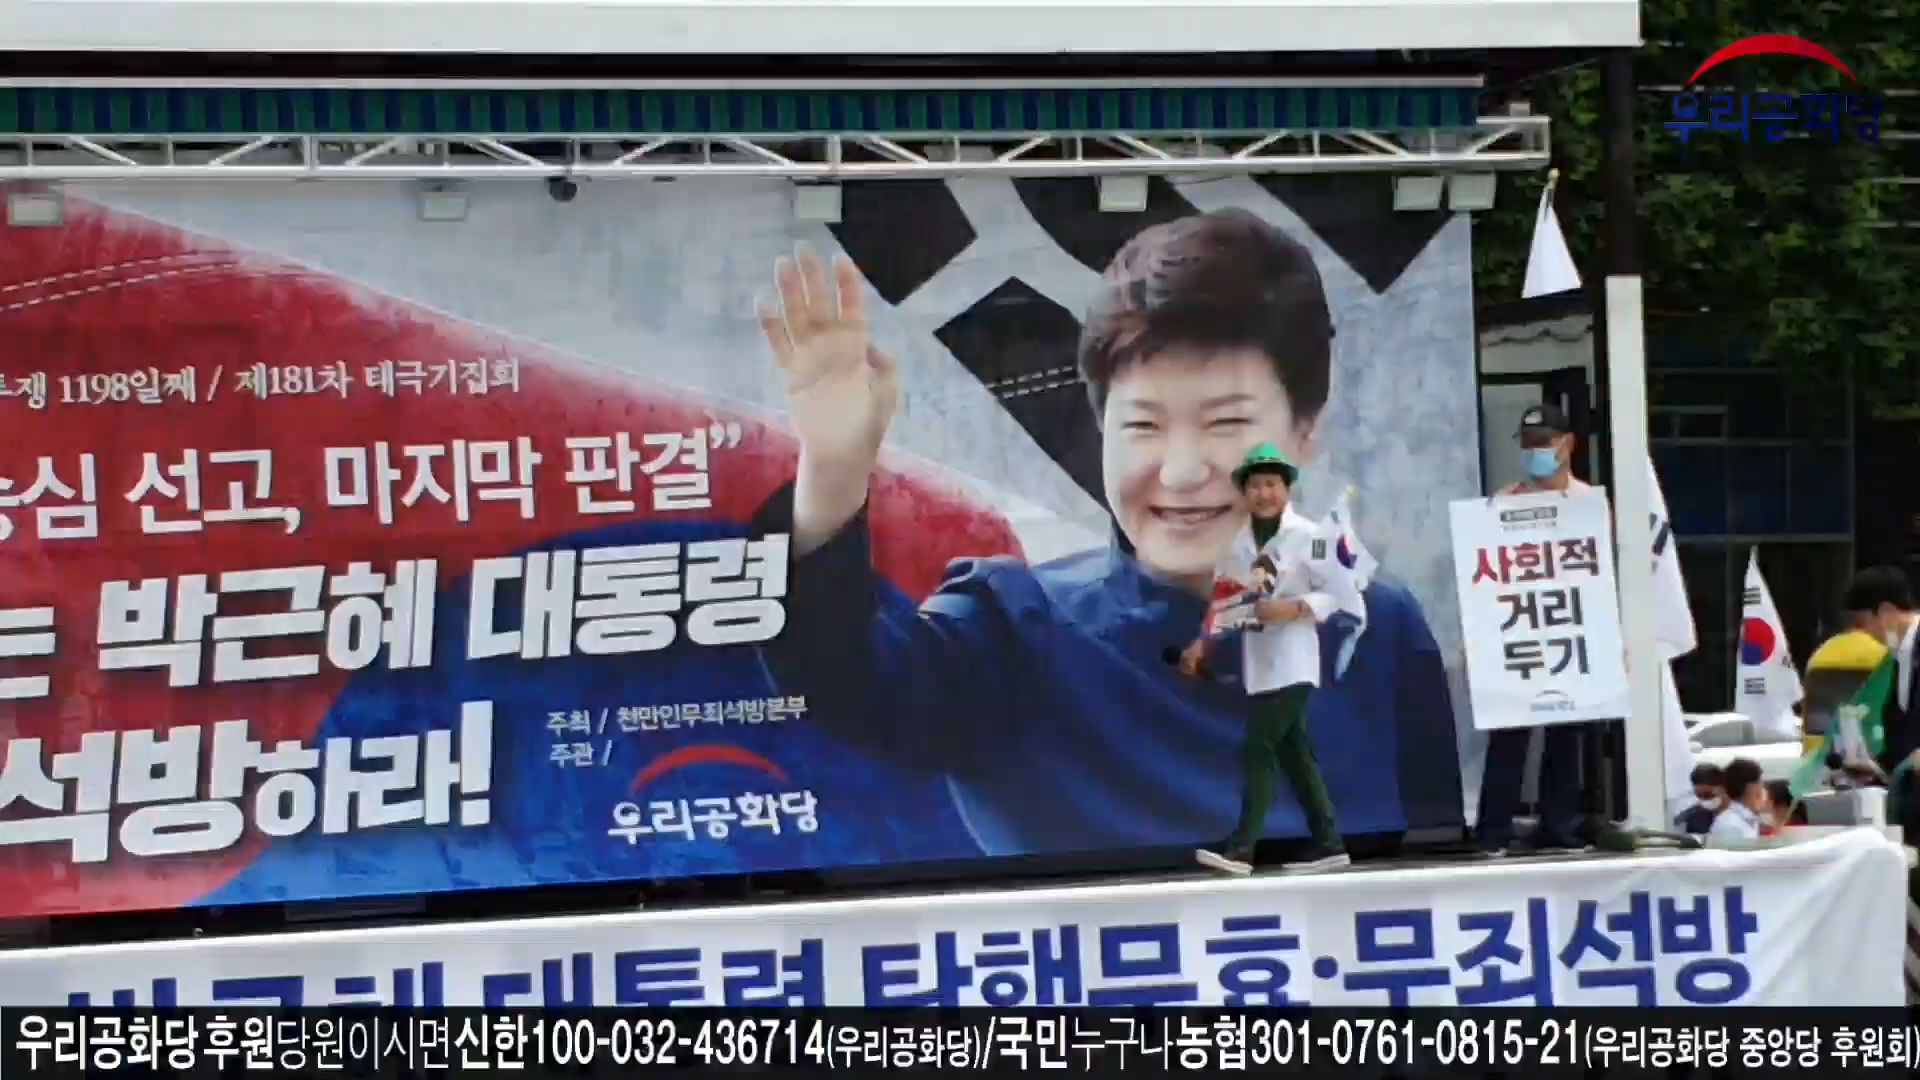 우리공화당
투쟁 1198일째 / 제181차 태극기집회
선고, 마지막 판결”
박근혜 대통령
석방하라!
주최 / 천만인무죄석방본부
주관 /
우리공화당
사회적
거리
두기
박근혜 대통령 탄핵무효·무죄석방
우리공화당 후원당원이시면 신한100-032-436714(우리공화당)/국민누구나 농협301-0761-0815-21(우리공화당 중앙당 후원회)